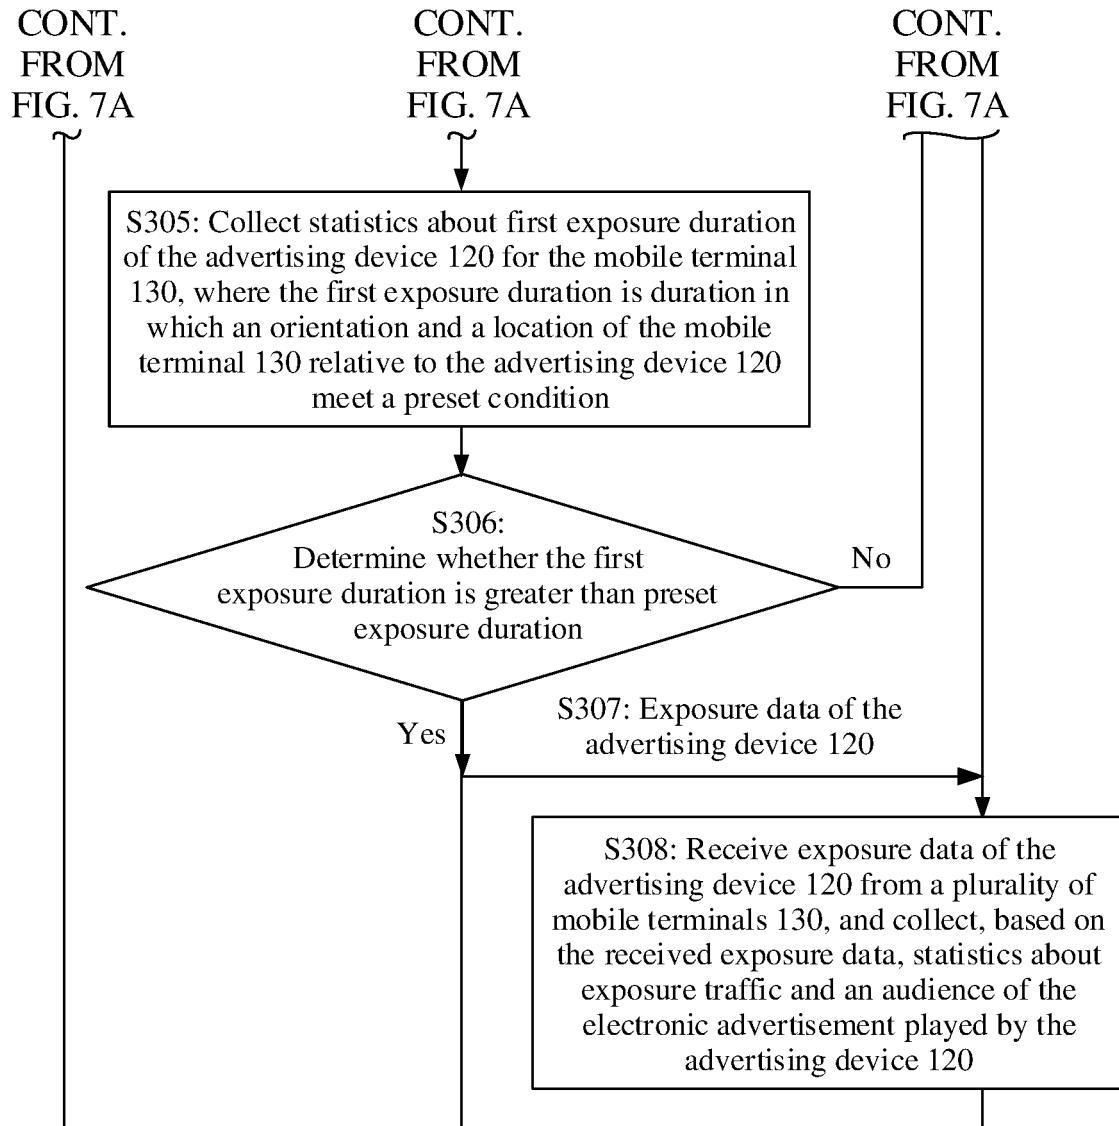 CONT.
FROM
FIG. 7A
CONT.
FROM
FIG. 7A
CONT.
FROM
FIG. 7A
S305: Collect statistics about first exposure duration
of the advertising device 120 for the mobile terminal
130, where the first exposure duration is duration in
which an orientation and a location of the mobile
terminal 130 relative to the advertising device 120
meet a preset condition
S306:
Determine whether the first
exposure duration is greater than preset
exposure duration
No
Yes
S307: Exposure data of the
advertising device 120
S308: Receive exposure data of the
advertising device 120 from a plurality of
mobile terminals 130, and collect, based on
the received exposure data, statistics about
exposure traffic and an audience of the
electronic advertisement played by the
advertising device 120